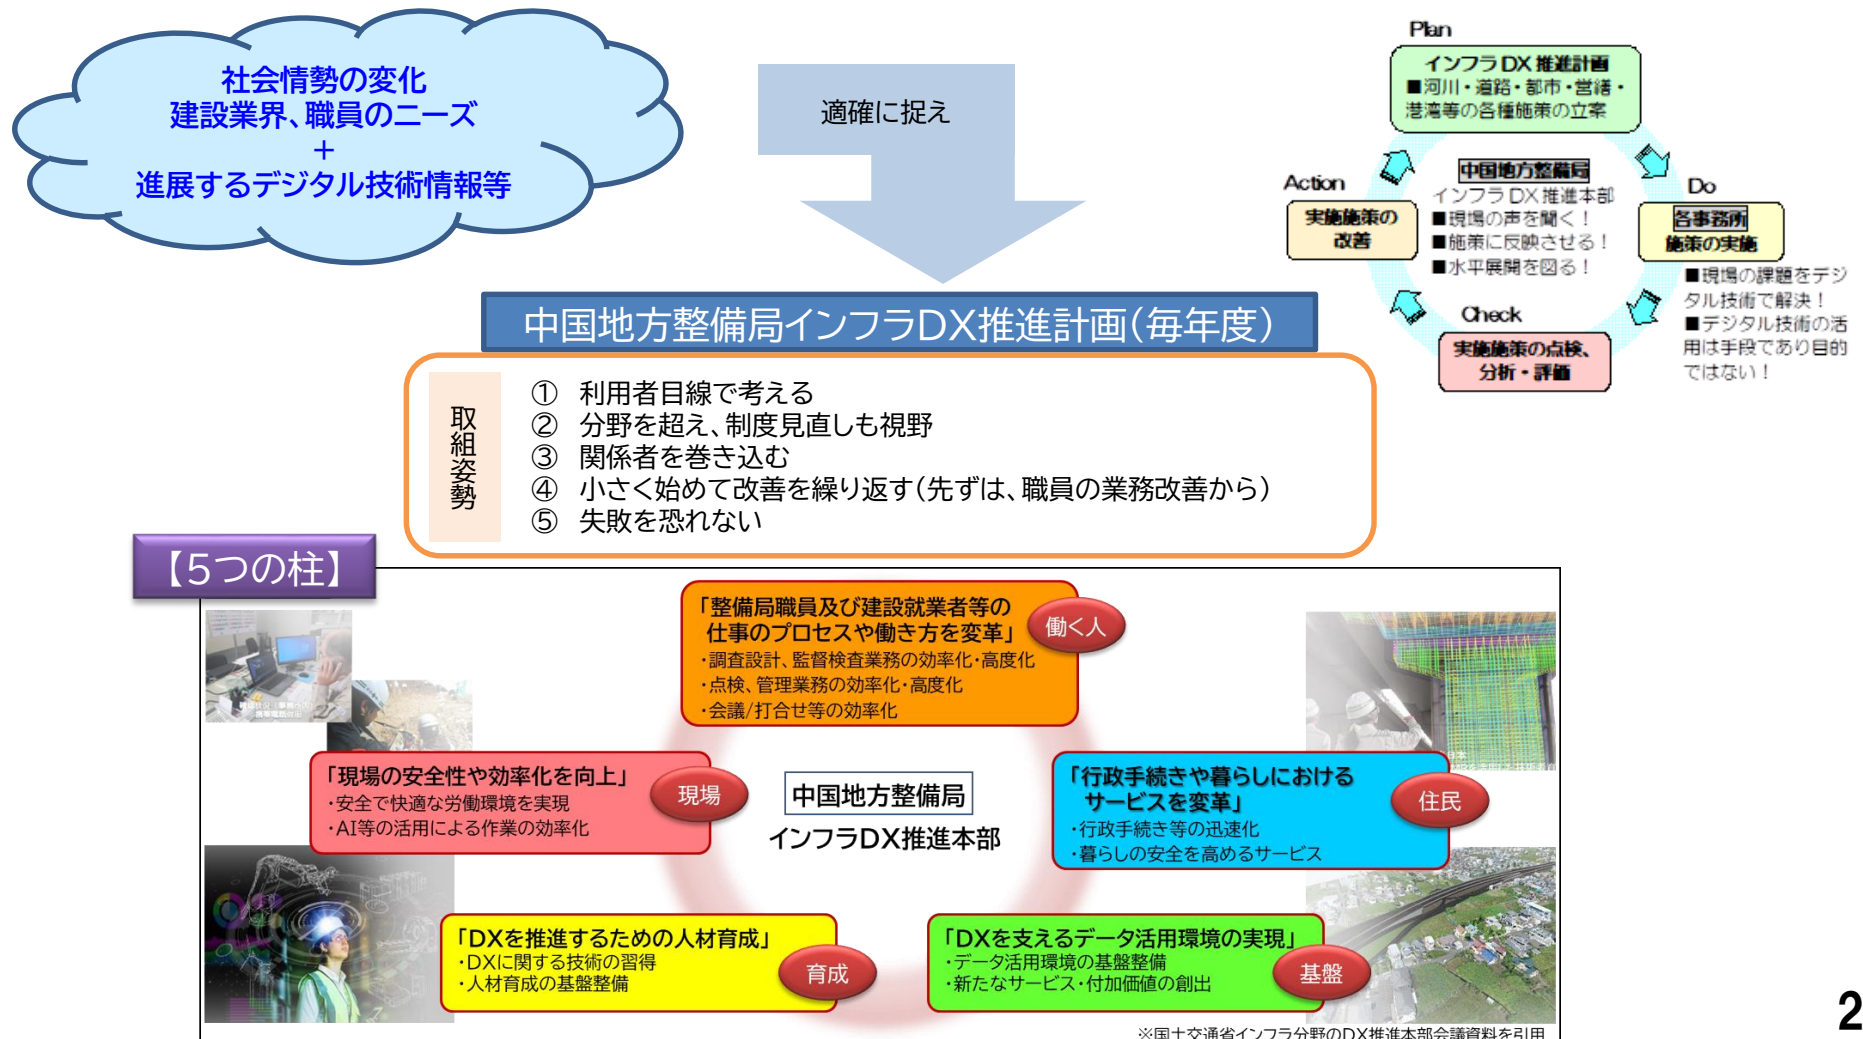 社会情勢の変化
建設業界、職員のニーズ
＋
進展するデジタル技術情報等
適確に捉え
Plan
インフラDX推進計画
■河川・道路・都市・営繕・
港湾等の各種施策の立案
Action
実施施策の
改善
中国地方整備局
インフラDX推進本部
■現場の声を聞く！
■施策に反映させる！
■水平展開を図る！
Do
各事務所
施策の実施
■現場の課題をデジ
タル技術で解決！
■デジタル技術の活
用は手段であり目的
ではない！
Check
実施施策の点検、
分析・評価
中国地方整備局インフラDX推進計画（毎年度）
取組姿勢
① 利用者目線で考える
② 分野を超え、制度見直しも視野
③ 関係者を巻き込む
④ 小さく始めて改善を繰り返す（先ずは、職員の業務改善から）
⑤ 失敗を恐れない
【5つの柱】
「整備局職員及び建設就業者等の
仕事のプロセスや働き方を変革」
・調査設計、監督検査業務の効率化・高度化
・点検、管理業務の効率化・高度化
・会議/打合せ等の効率化
働く人
「現場の安全性や効率化を向上」
・安全で快適な労働環境を実現
・AI等の活用による作業の効率化
現場
中国地方整備局
インフラDX推進本部
「行政手続きや暮らしにおける
サービスを変革」
・行政手続き等の迅速化
・暮らしの安全を高めるサービス
住民
「DXを推進するための人材育成」
・DXに関する技術の習得
・人材育成の基盤整備
育成
「DXを支えるデータ活用環境の実現」
・データ活用環境の基盤整備
・新たなサービス・付加価値の創出
基盤
※国土交通省インフラ分野のDX推進本部会議資料を引用
2